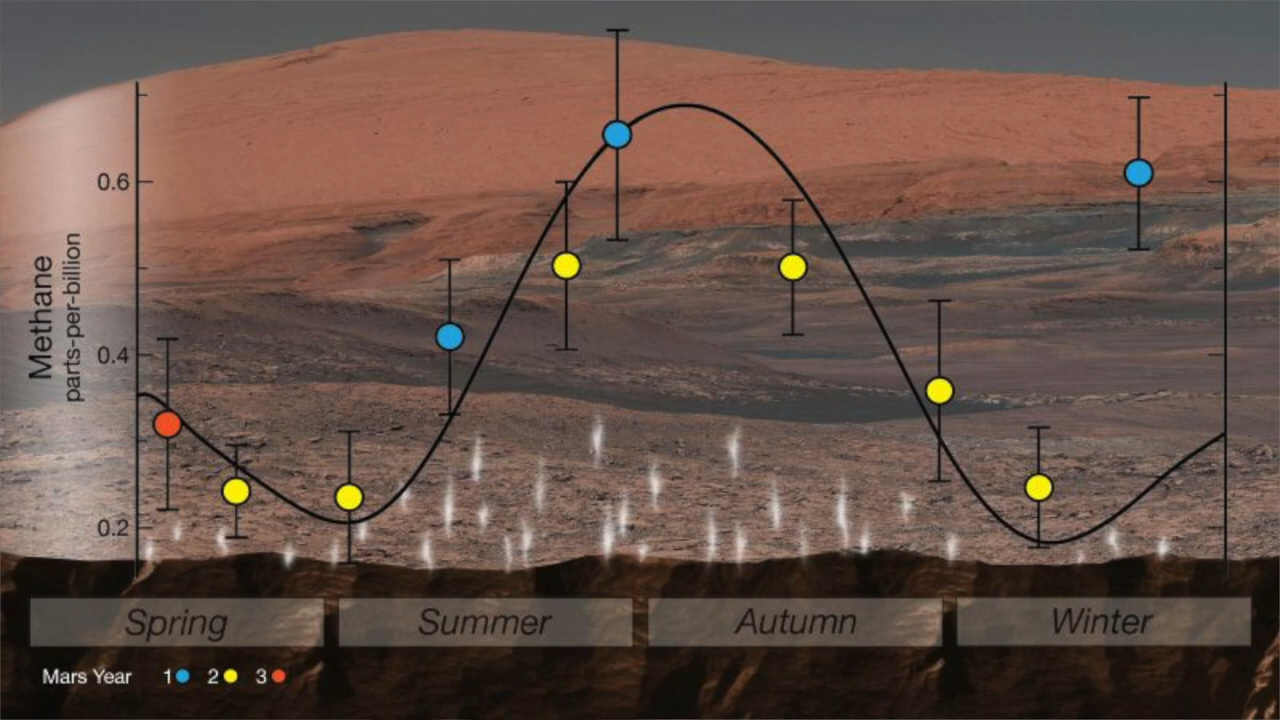 0.6
0.4
0.2
Methane
parts-per-billion
Spring
Summer
Autumn
Winter
Mars Year 1 2 3